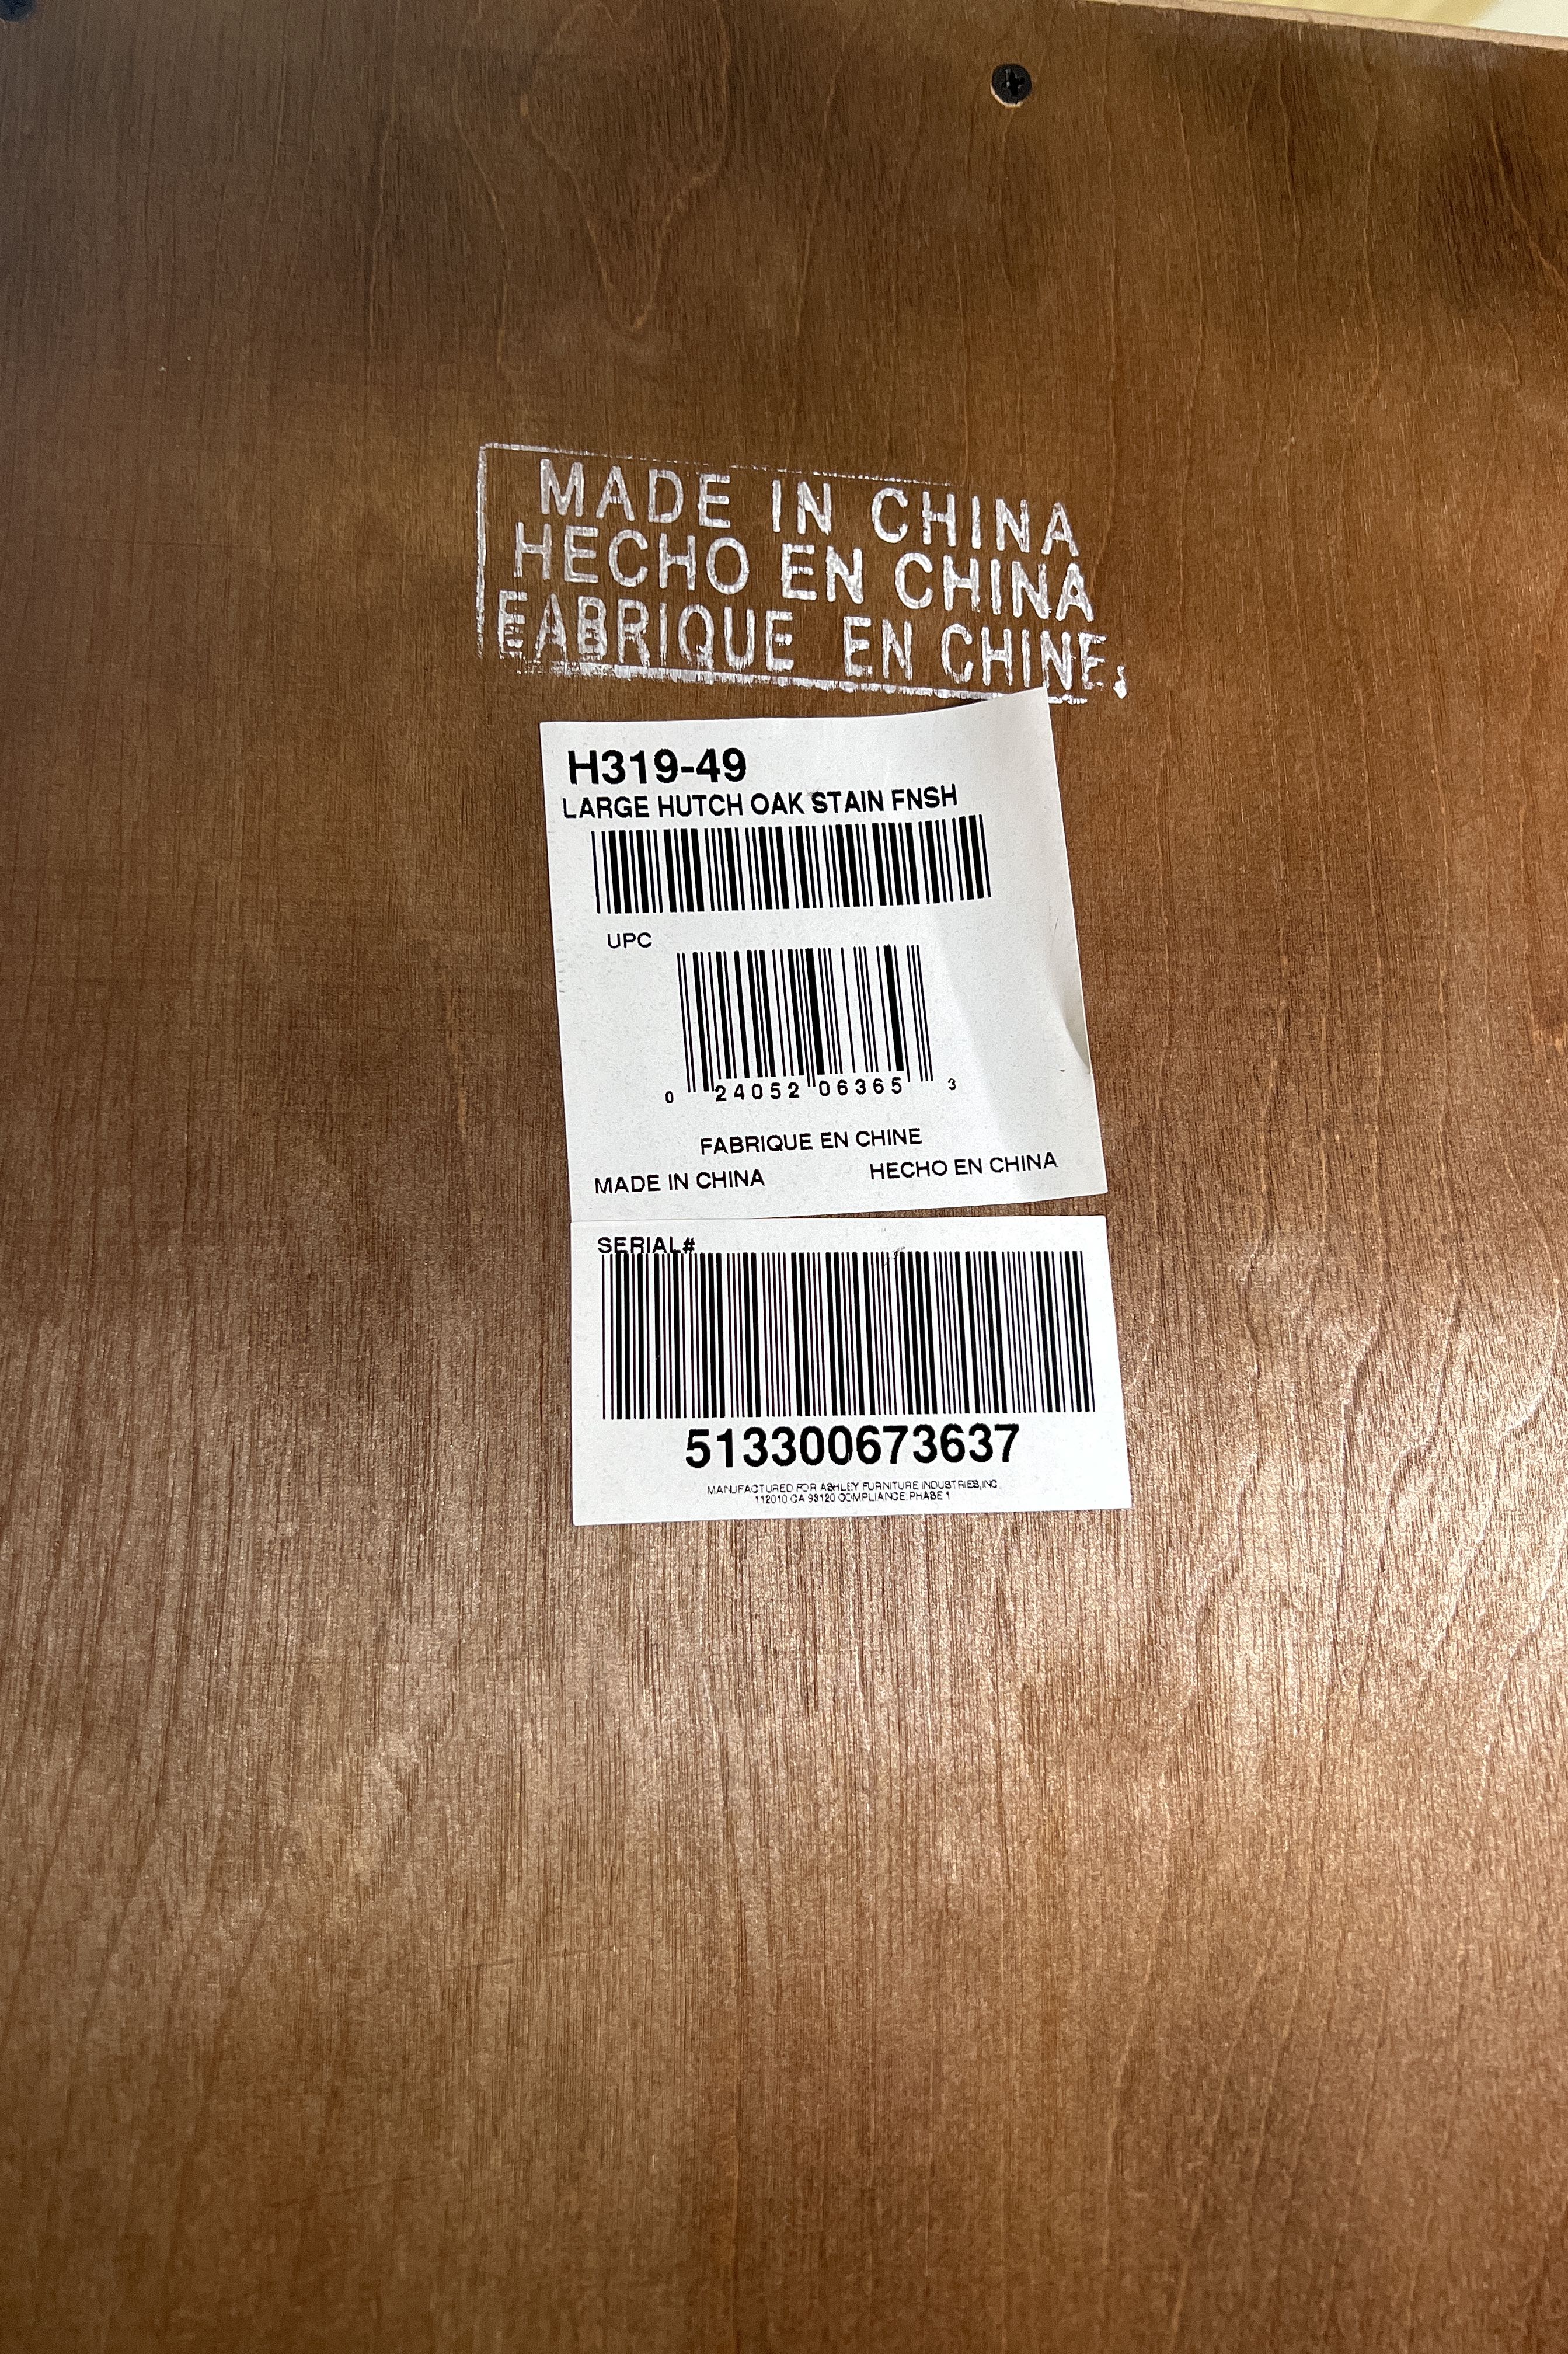 MADE IN CHINA
HECHO EN CHINA
FABRIQUE EN CHINE
H319-49
LARGE HUTCH OAK STAIN FNSH
UPC
0 24052 06365 3
FABRIQUE EN CHINE
MADE IN CHINA HECHO EN CHINA
SERIAL#
513300673637
MANUFACTURED FOR ASHLEY FURNITURE INDUSTRIES,INC.
112010 CA 93120 COMPLIANCE PHASE 1